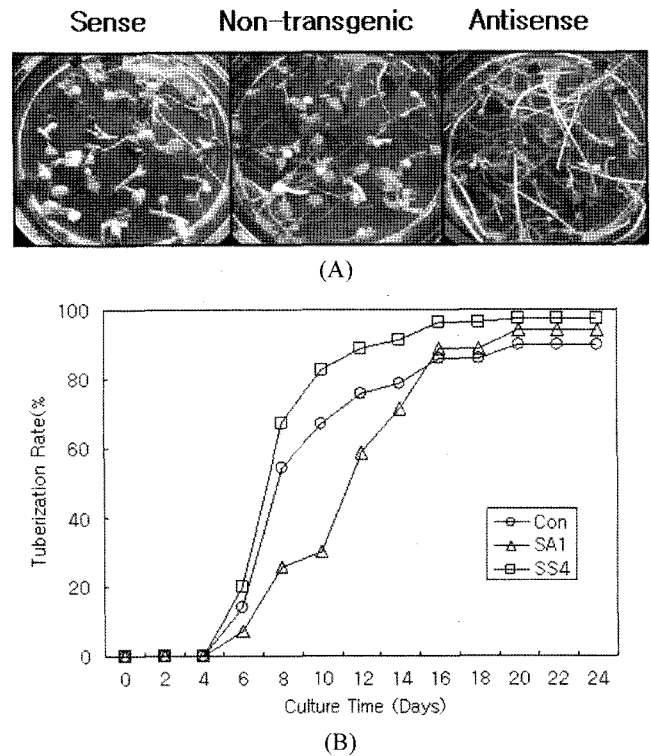 Sense Non-transgenic Antisense
(A)
100
80
60
40
20
0
Tuberization Rate(%
Con
SA1
SS4
0 2 4 6 8 10 12 14 16 18 20 22 24
Culture Time (Days)
(B)